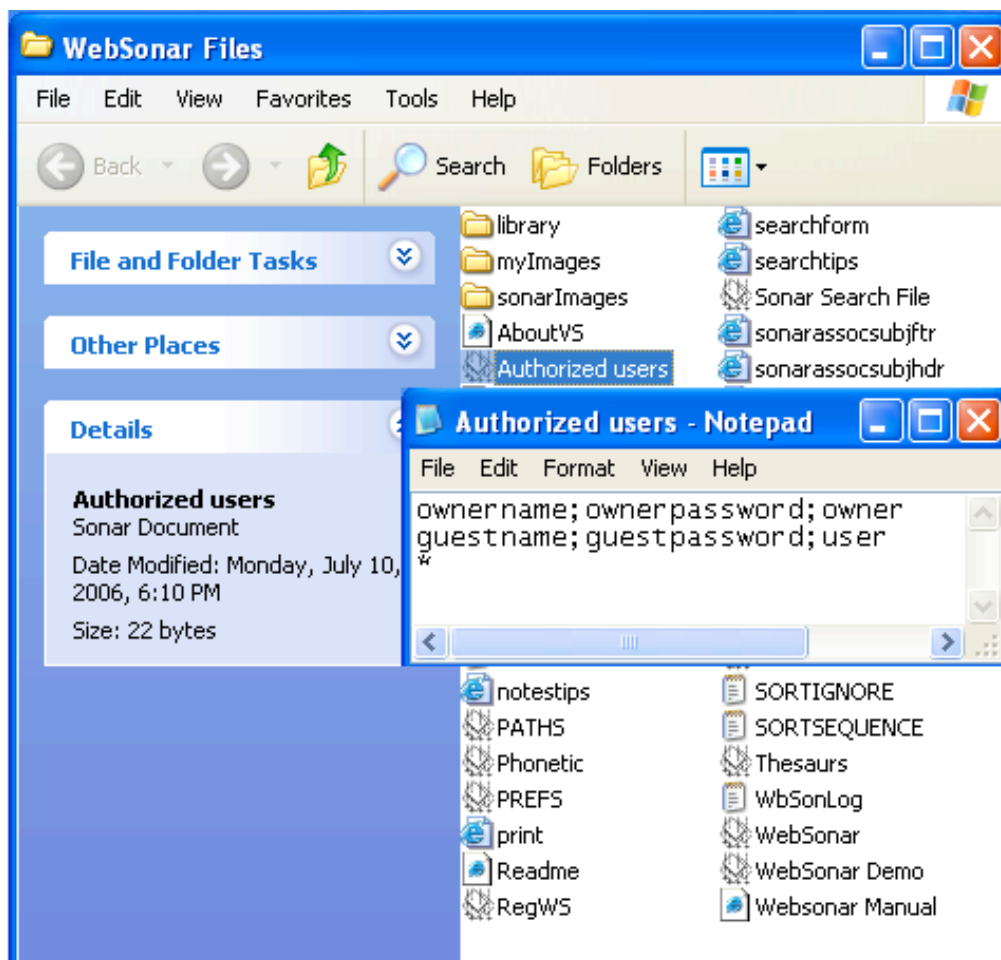 WebSonar Files
File Edit View Favorites Tools Help
Back Search Folders
File and Folder Tasks
Other Places
Details
Authorized users
Sonar Document
Date Modified: Monday, July 10,
2006, 6:10 PM
Size: 22 bytes
library
myImages
sonarImages
AboutVS
Authorized users
searchform
searchtips
Sonar Search File
sonarassocsubjftr
sonarassocsubjhdr
Authorized users - Notepad
File Edit Format View Help
ownername;ownerpassword;owner
guestname;guestpassword;user
*
notestips
PATHS
Phonetic
PREFS
print
Readme
RegWS
SORTIGNORE
SORTSEQUENCE
Thesaurs
WbSonLog
WebSonar
WebSonar Demo
Websonar Manual